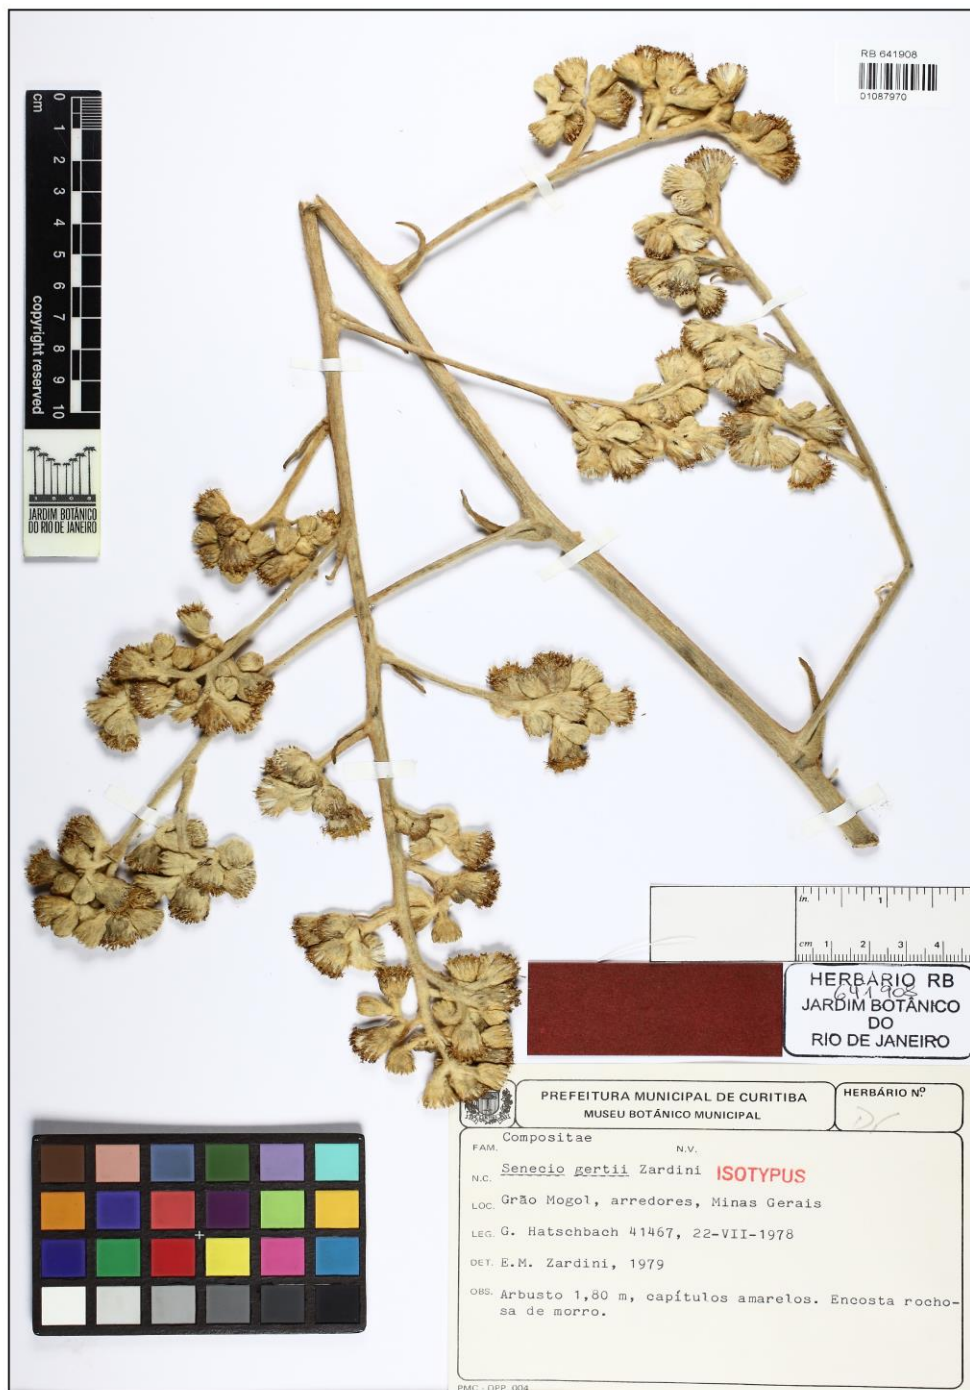 RB 641908
01087970
cm 0 1 2 3 4 5 6 7 8 9 10
copyright reserved
JARDIM BOTÂNICO
DO RIO DE JANEIRO
in. 1
cm 1 2 3 4
HERBÁRIO RB
641908
JARDIM BOTÂNICO
DO
RIO DE JANEIRO
PREFEITURA MUNICIPAL DE CURITIBA
MUSEU BOTÂNICO MUNICIPAL
HERBÁRIO N.º
FAM. Compositae N.V.
N.C. Senecio gertii Zardini ISOTYPUS
LOC. Grão Mogol, arredores, Minas Gerais
LEG. G. Hatschbach 41467, 22-VII-1978
DET. E.M. Zardini, 1979
OBS. Arbusto 1,80 m, capítulos amarelos. Encosta rocho-
sa de morro.
PMC - DPP 004